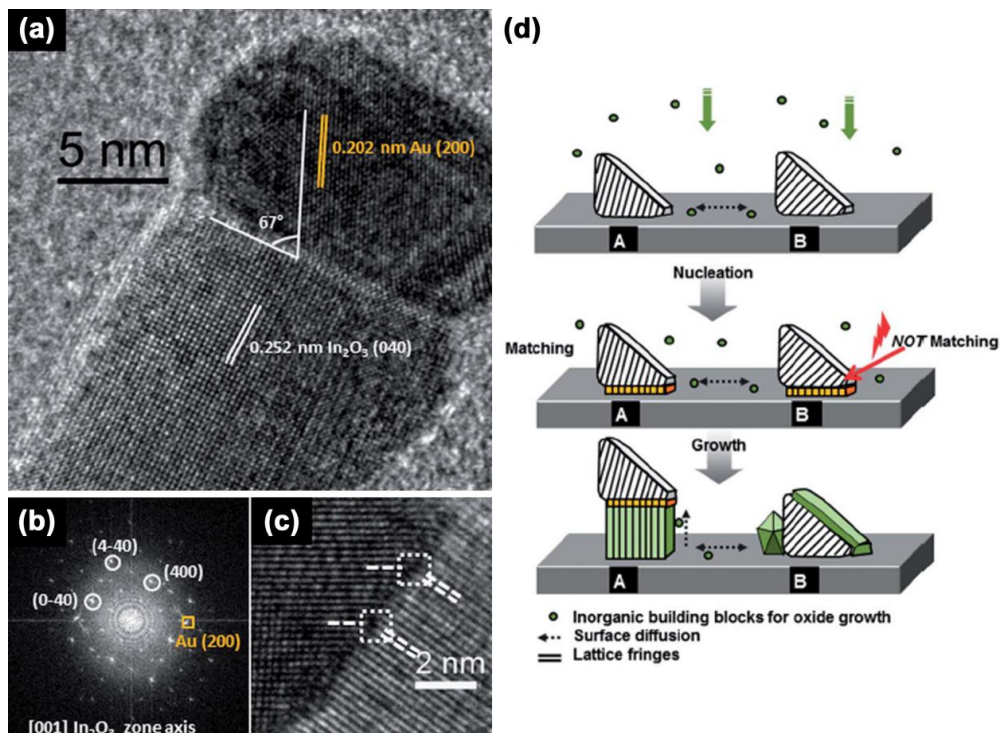 (a)
5 nm
0.202 nm Au (200)
67°
0.252 nm In₂O₃ (040)
(b)
(4-40)
(400)
(0-40)
Au (200)
[001] In₂O₃ zone axis
(c)
2 nm
(d)
A B
Nucleation
Matching
NOT Matching
A B
Growth
A B
Inorganic building blocks for oxide growth
Surface diffusion
Lattice fringes